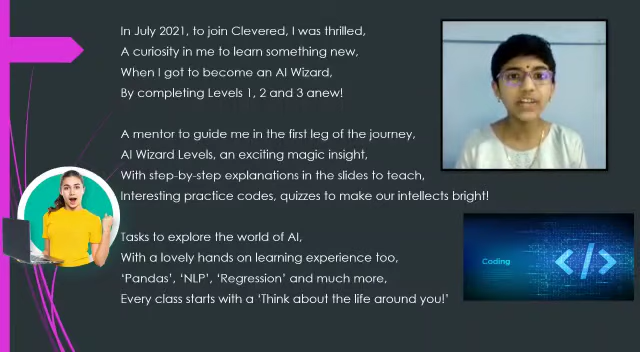 In July 2021, to join Clevered, I was thrilled,
A curiosity in me to learn something new,
When I got to become an AI Wizard,
By completing Levels 1, 2 and 3 anew!
A mentor to guide me in the first leg of the journey,
AI Wizard Levels, an exciting magic insight,
With step-by-step explanations in the slides to teach,
Interesting practice codes, quizzes to make our intellects bright!
Tasks to explore the world of AI,
With a lovely hands on learning experience too,
‘Pandas’, ‘NLP’, ‘Regression’ and much more,
Every class starts with a ‘Think about the life around you!’
Coding
</>